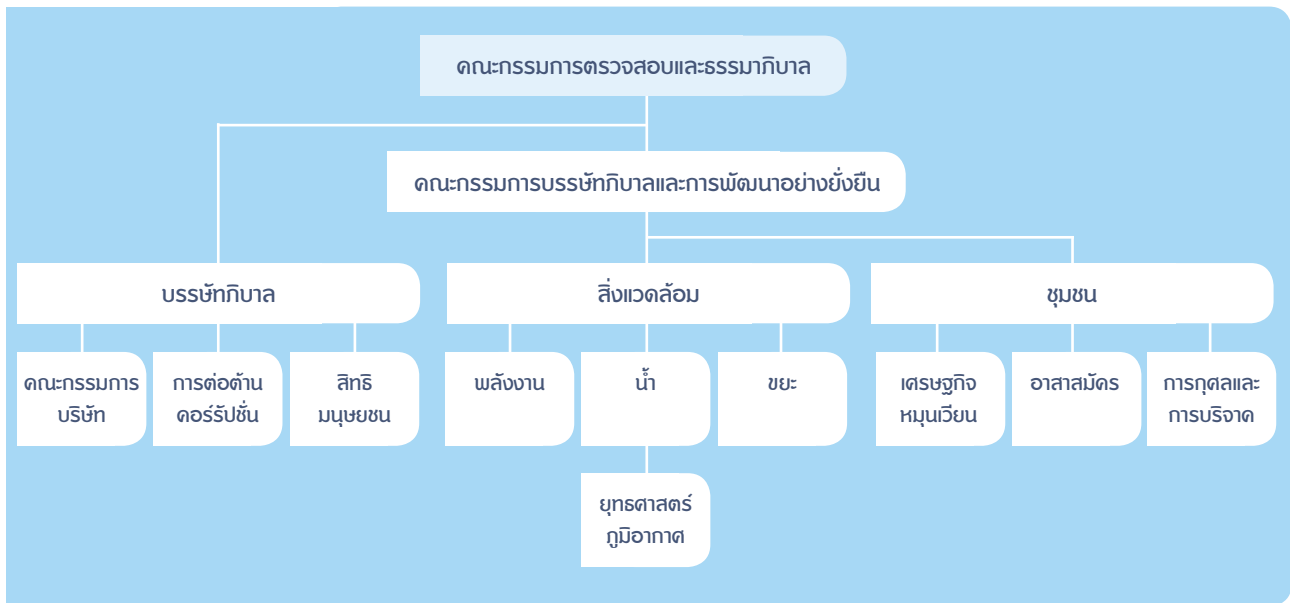 คณะกรรมการตรวจสอบและธรรมาภิบาล
คณะกรรมการบรรษัทภิบาลและการพัฒนาอย่างยั่งยืน
บรรษัทภิบาล
สิ่งแวดล้อม
ชุมชน
คณะกรรมการ
บริษัท
การต่อต้าน
คอร์รัปชั่น
สิทธิ
มนุษยชน
พลังงาน
น้ำ
ขยะ
เศรษฐกิจ
หมุนเวียน
อาสาสมัคร
การกุศลและ
การบริจาค
ยุทธศาสตร์
ภูมิอากาศ